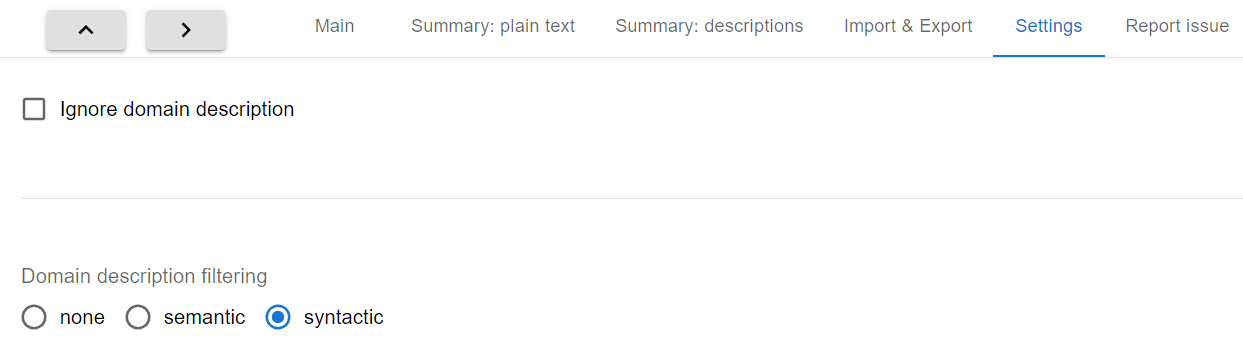 Main Summary: plain text Summary: descriptions Import & Export Settings Report issue
Ignore domain description
Domain description filtering
none semantic syntactic